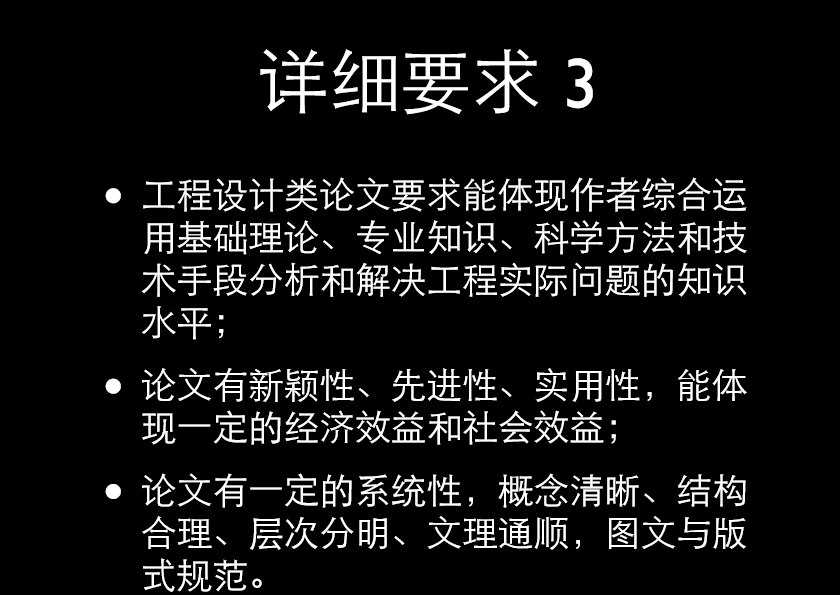 详细要求 3
● 工程设计类论文要求能体现作者综合运
用基础理论、专业知识、科学方法和技
术手段分析和解决工程实际问题的知识
水平；
● 论文有新颖性、先进性、实用性，能体
现一定的经济效益和社会效益；
● 论文有一定的系统性，概念清晰、结构
合理、层次分明、文理通顺，图文与版
式规范。